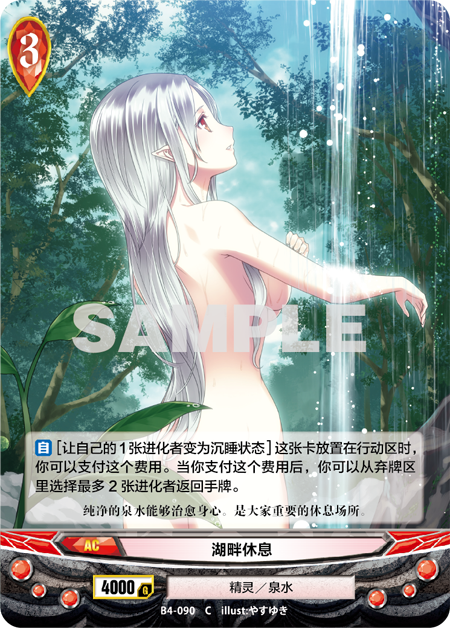 3
SAMPLE
自 [让自己的1张进化者变为沉睡状态] 这张卡放置在行动区时，
你可以支付这个费用。当你支付这个费用后，你可以从弃牌区
里选择最多 2 张进化者返回手牌。
纯净的泉水能够治愈身心。是大家重要的休息场所。
AC
湖畔休息
4000 B
精灵／泉水
B4-090 C illust:やすゆき